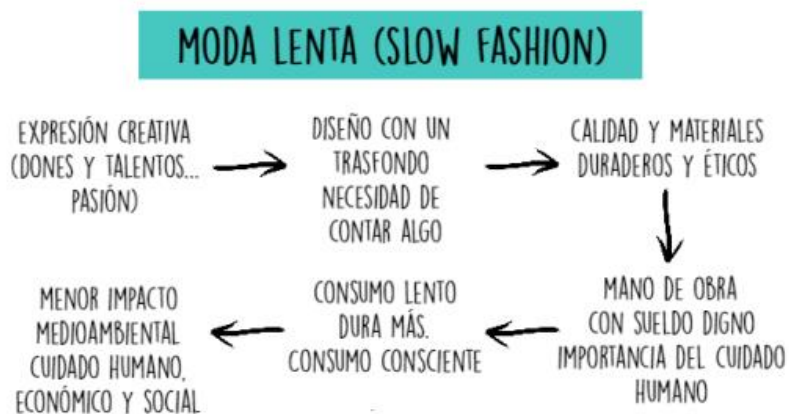 MODA LENTA (SLOW FASHION)
EXPRESIÓN CREATIVA
(DONES Y TALENTOS...
PASIÓN)
DISEÑO CON UN
TRASFONDO
NECESIDAD DE
CONTAR ALGO
CALIDAD Y MATERIALES
DURADEROS Y ÉTICOS
MANO DE OBRA
CON SUELDO DIGNO
IMPORTANCIA DEL CUIDADO
HUMANO
CONSUMO LENTO
DURA MÁS.
CONSUMO CONSCIENTE
MENOR IMPACTO
MEDIOAMBIENTAL
CUIDADO HUMANO,
ECONÓMICO Y SOCIAL